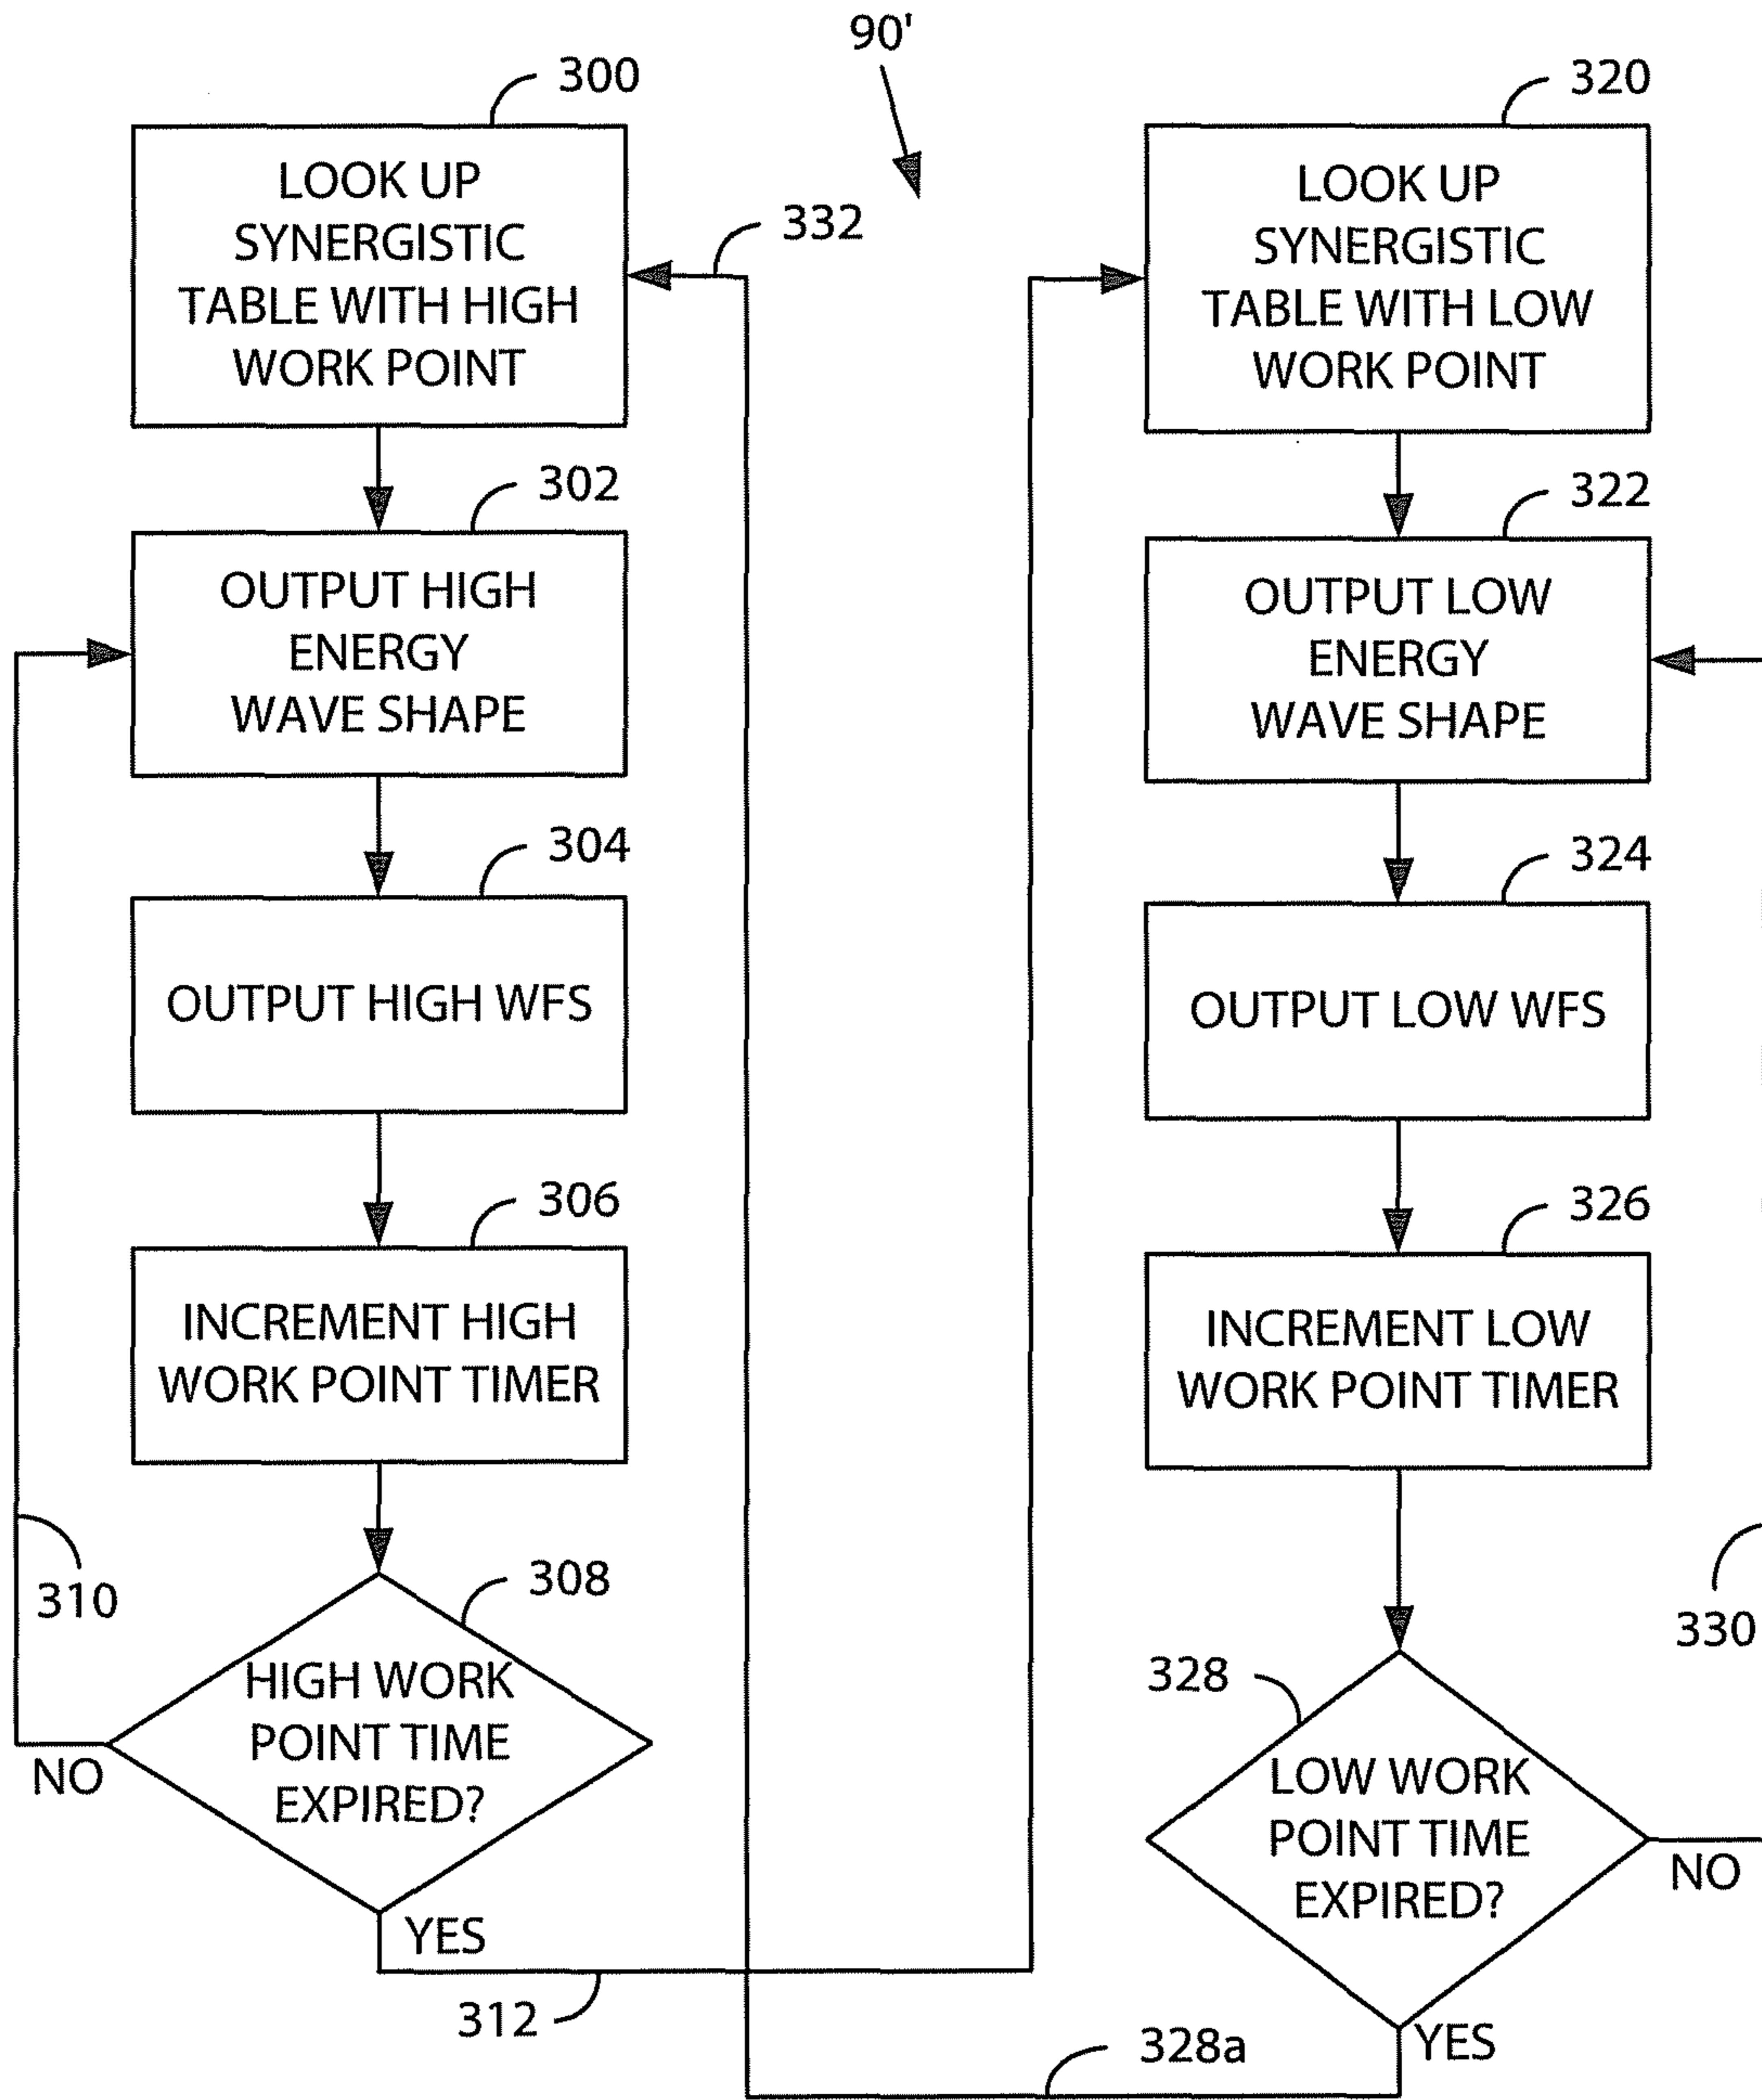 90'
300
LOOK UP
SYNERGISTIC
TABLE WITH HIGH
WORK POINT
332
302
OUTPUT HIGH
ENERGY
WAVE SHAPE
304
OUTPUT HIGH WFS
306
INCREMENT HIGH
WORK POINT TIMER
310
308
HIGH WORK
POINT TIME
EXPIRED?
NO
YES
312
320
LOOK UP
SYNERGISTIC
TABLE WITH LOW
WORK POINT
322
OUTPUT LOW
ENERGY
WAVE SHAPE
324
OUTPUT LOW WFS
326
INCREMENT LOW
WORK POINT TIMER
330
328
LOW WORK
POINT TIME
EXPIRED?
NO
YES
328a